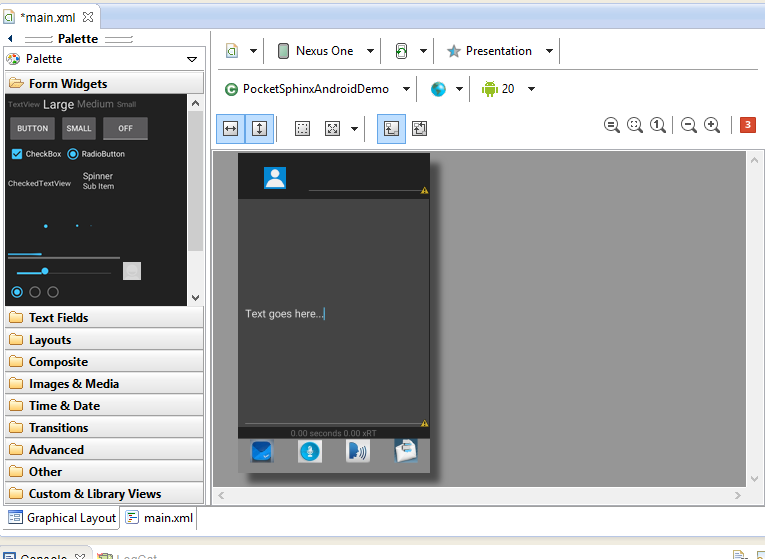 *main.xml
Palette
Palette
Form Widgets
TextView Large Medium Small
BUTTON SMALL OFF
CheckBox RadioButton
CheckedTextView Spinner
Sub Item
Text Fields
Layouts
Composite
Images & Media
Time & Date
Transitions
Advanced
Other
Custom & Library Views
Graphical Layout main.xml
Nexus One Presentation
PocketSphinxAndroidDemo 20
1 3
Text goes here...
0.00 seconds 0.00 xRT
Console LogCat